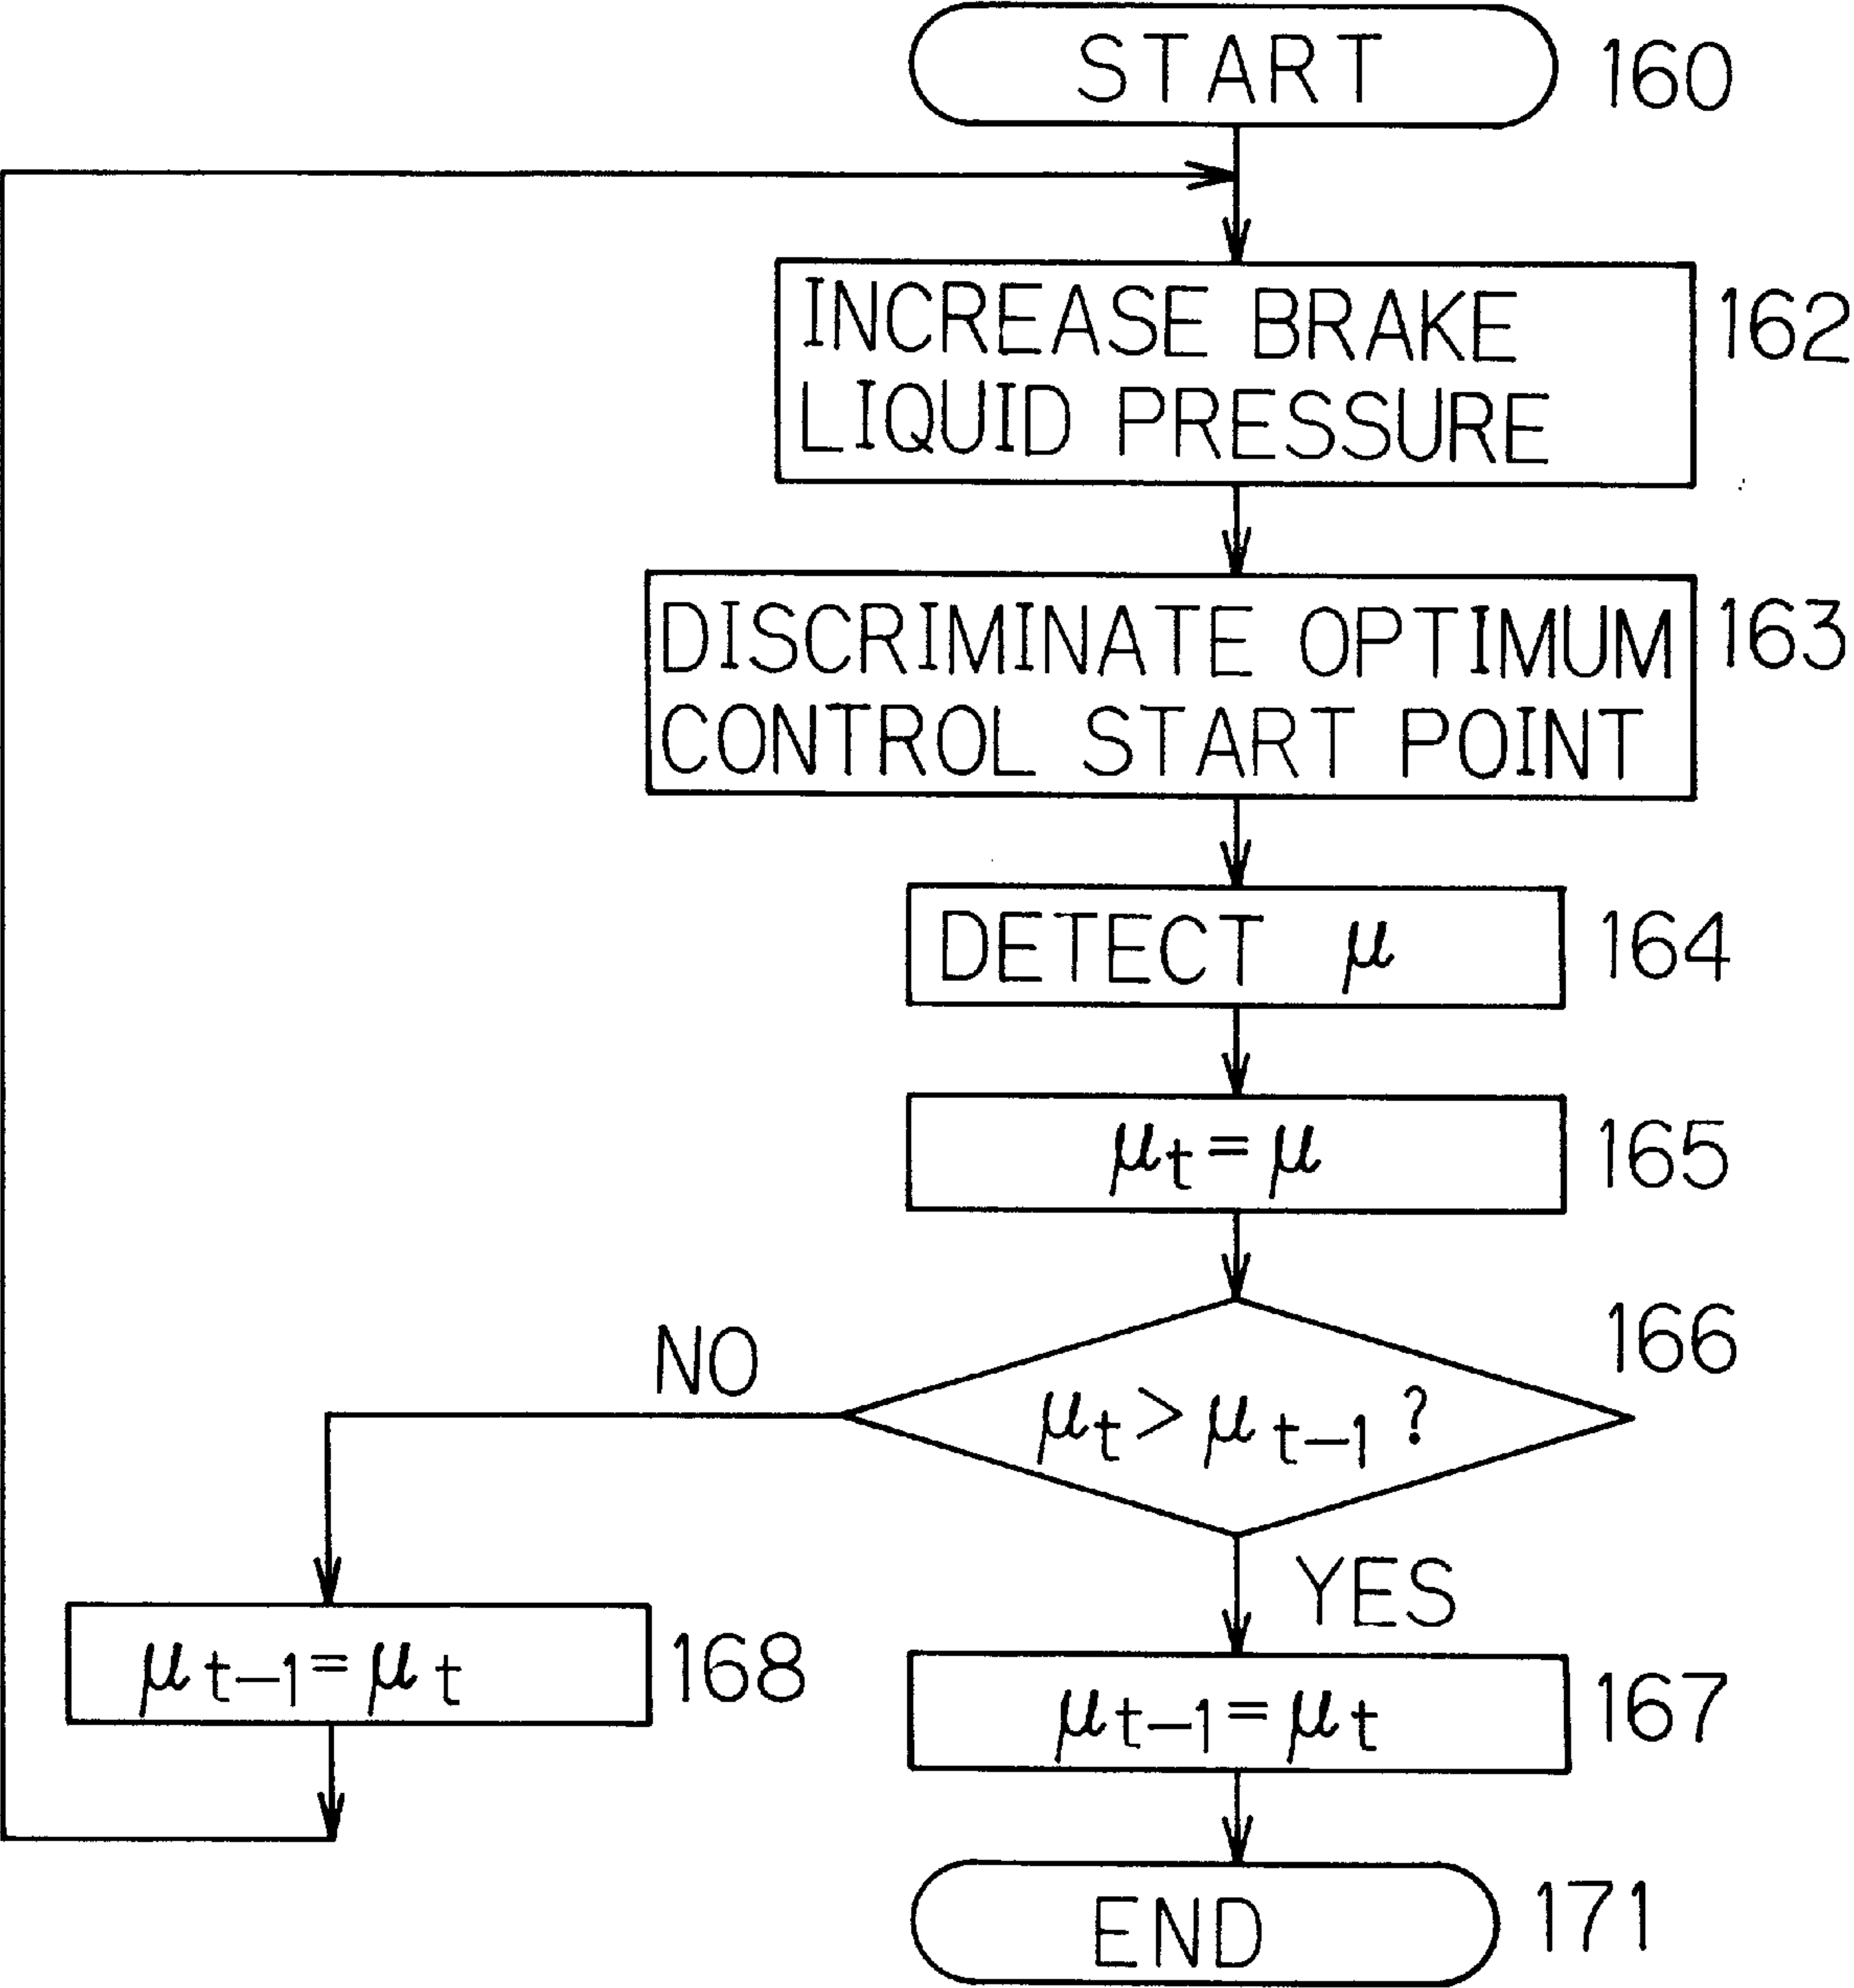 START 160
INCREASE BRAKE 162
LIQUID PRESSURE
DISCRIMINATE OPTIMUM 163
CONTROL START POINT
DETECT μ 164
μt=μ 165
166
NO
μt>μt-1?
YES
μt-1=μt 168
μt-1=μt 167
END 171